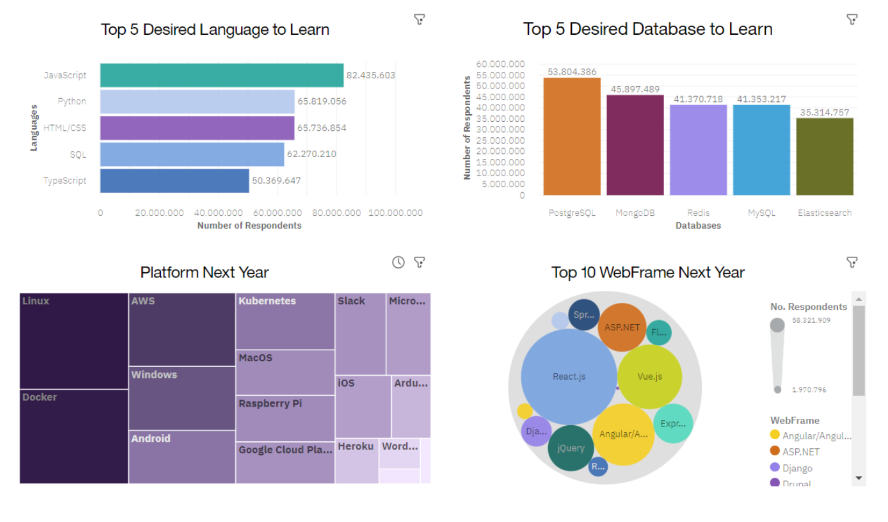 Top 5 Desired Language to Learn
Languages
JavaScript
82.435.603
Python
65.819.056
HTML/CSS
65.736.854
SQL
62.270.210
TypeScript
50.369.647
0 20.000.000 40.000.000 60.000.000 80.000.000 100.000.000
Number of Respondents
Top 5 Desired Database to Learn
Number of Respondents
60.000.000
55.000.000
50.000.000
45.000.000
40.000.000
35.000.000
30.000.000
25.000.000
20.000.000
15.000.000
10.000.000
5.000.000
0
53.804.386
45.897.489
41.370.718
41.353.217
35.314.757
PostgreSQL MongoDB Redis MySQL Elasticsearch
Databases
Platform Next Year
Linux
Docker
AWS
Windows
Android
Kubernetes
MacOS
Raspberry Pi
Google Cloud Pla...
Slack
Micro...
iOS
Ardu...
Heroku
Word...
Top 10 WebFrame Next Year
Spr...
ASP.NET
Fl...
React.js
Vue.js
Dja...
jQuery
Angular/A...
Expr...
R...
No. Respondents
58.321.909
1.970.796
WebFrame
Angular/Angul...
ASP.NET
Django
Drupal